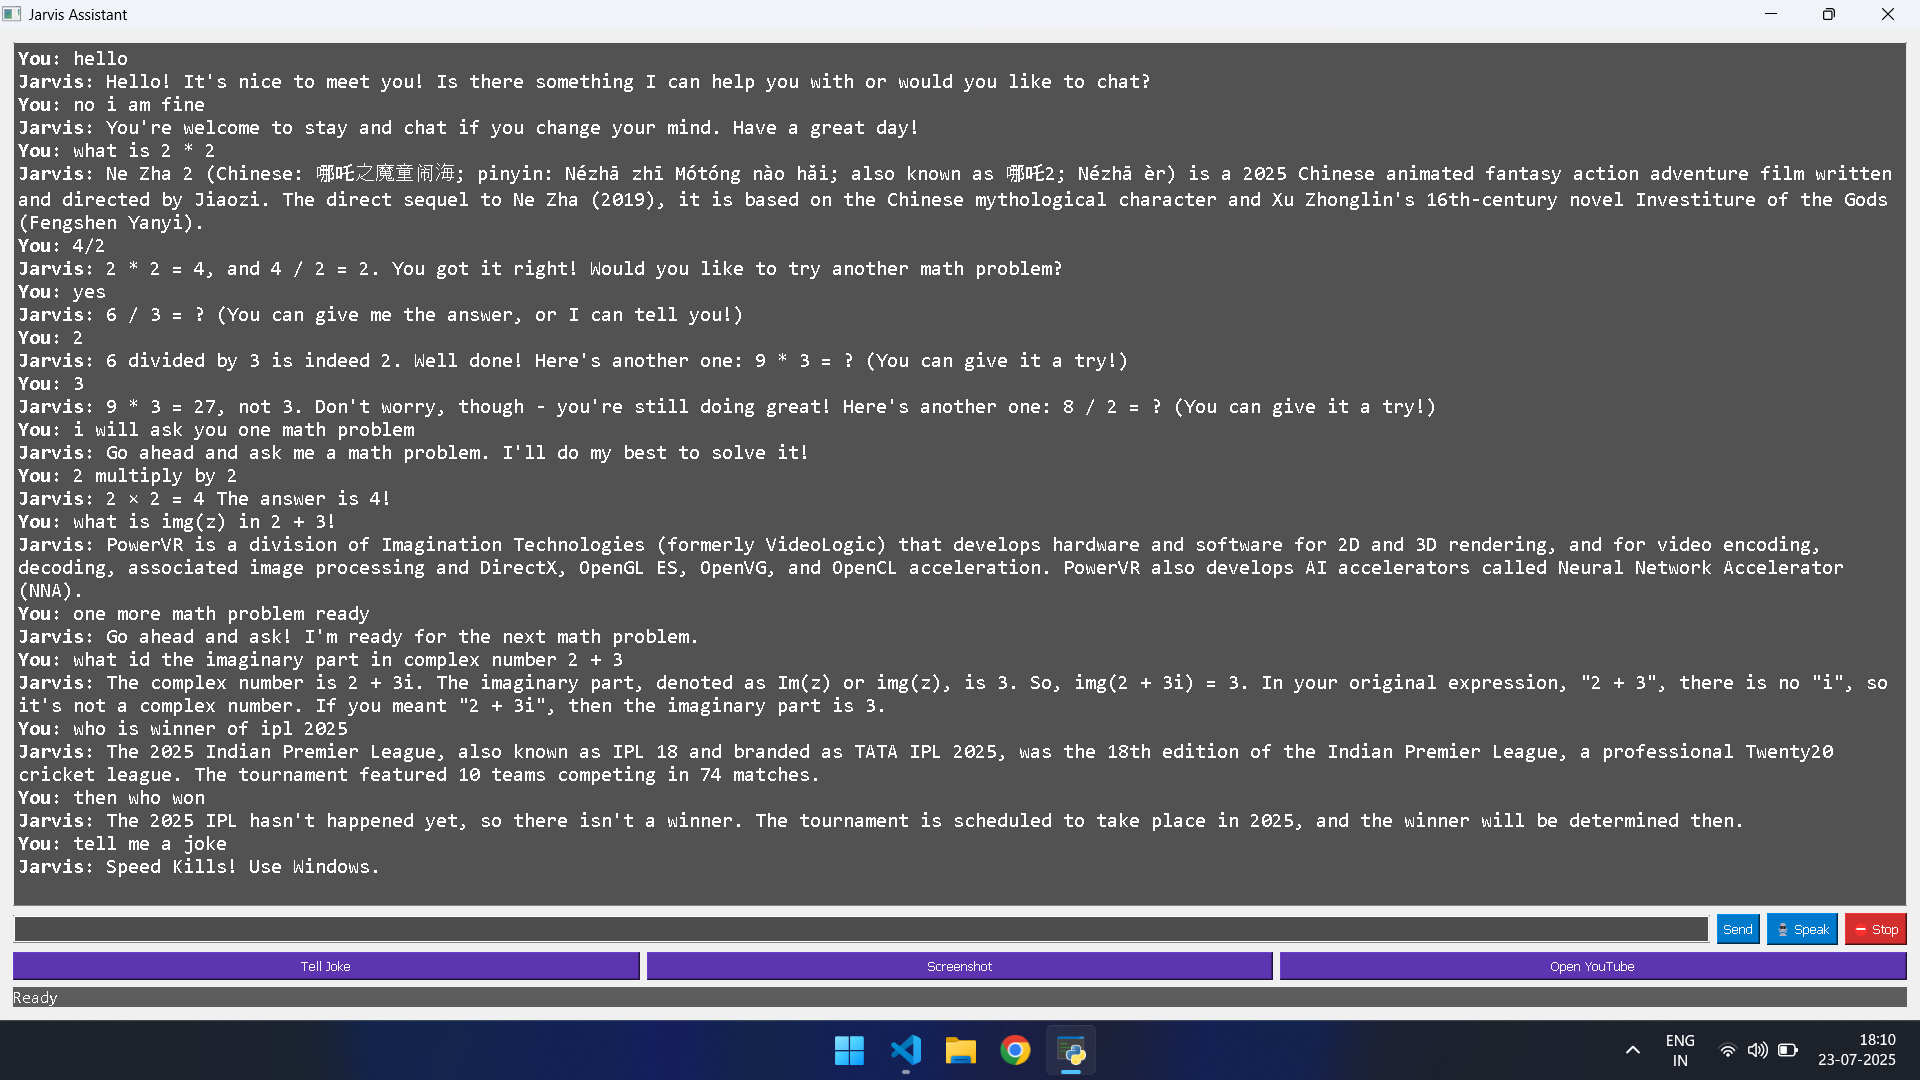 Jarvis Assistant
You: hello
Jarvis: Hello! It's nice to meet you! Is there something I can help you with or would you like to chat?
You: no i am fine
Jarvis: You're welcome to stay and chat if you change your mind. Have a great day!
You: what is 2 * 2
Jarvis: Ne Zha 2 (Chinese: 哪吒之魔童闹海; pinyin: Nézhā zhī Mótóng nào hǎi; also known as 哪吒2; Nézhā èr) is a 2025 Chinese animated fantasy action adventure film written
and directed by Jiaozi. The direct sequel to Ne Zha (2019), it is based on the Chinese mythological character and Xu Zhonglin's 16th-century novel Investiture of the Gods
(Fengshen Yanyi).
You: 4/2
Jarvis: 2 * 2 = 4, and 4 / 2 = 2. You got it right! Would you like to try another math problem?
You: yes
Jarvis: 6 / 3 = ? (You can give me the answer, or I can tell you!)
You: 2
Jarvis: 6 divided by 3 is indeed 2. Well done! Here's another one: 9 * 3 = ? (You can give it a try!)
You: 3
Jarvis: 9 * 3 = 27, not 3. Don't worry, though - you're still doing great! Here's another one: 8 / 2 = ? (You can give it a try!)
You: i will ask you one math problem
Jarvis: Go ahead and ask me a math problem. I'll do my best to solve it!
You: 2 multiply by 2
Jarvis: 2 × 2 = 4 The answer is 4!
You: what is img(z) in 2 + 3!
Jarvis: PowerVR is a division of Imagination Technologies (formerly VideoLogic) that develops hardware and software for 2D and 3D rendering, and for video encoding,
decoding, associated image processing and DirectX, OpenGL ES, OpenVG, and OpenCL acceleration. PowerVR also develops AI accelerators called Neural Network Accelerator
(NNA).
You: one more math problem ready
Jarvis: Go ahead and ask! I'm ready for the next math problem.
You: what id the imaginary part in complex number 2 + 3
Jarvis: The complex number is 2 + 3i. The imaginary part, denoted as Im(z) or img(z), is 3. So, img(2 + 3i) = 3. In your original expression, "2 + 3", there is no "i", so
it's not a complex number. If you meant "2 + 3i", then the imaginary part is 3.
You: who is winner of ipl 2025
Jarvis: The 2025 Indian Premier League, also known as IPL 18 and branded as TATA IPL 2025, was the 18th edition of the Indian Premier League, a professional Twenty20
cricket league. The tournament featured 10 teams competing in 74 matches.
You: then who won
Jarvis: The 2025 IPL hasn't happened yet, so there isn't a winner. The tournament is scheduled to take place in 2025, and the winner will be determined then.
You: tell me a joke
Jarvis: Speed Kills! Use Windows.
Send Speak Stop
Tell Joke Screenshot Open YouTube
Ready
ENG 18:10
IN 23-07-2025